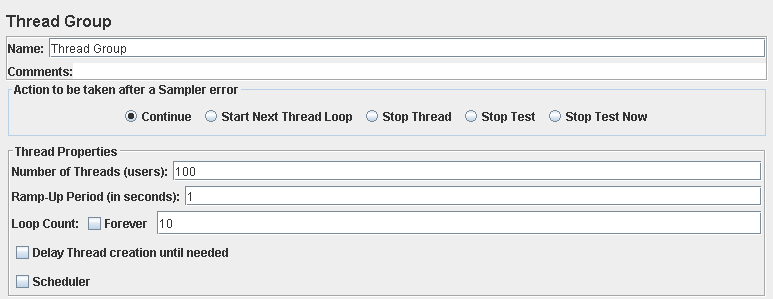 Thread Group
Name: Thread Group
Comments:
Action to be taken after a Sampler error
Continue Start Next Thread Loop Stop Thread Stop Test Stop Test Now
Thread Properties
Number of Threads (users): 100
Ramp-Up Period (in seconds): 1
Loop Count: Forever 10
Delay Thread creation until needed
Scheduler